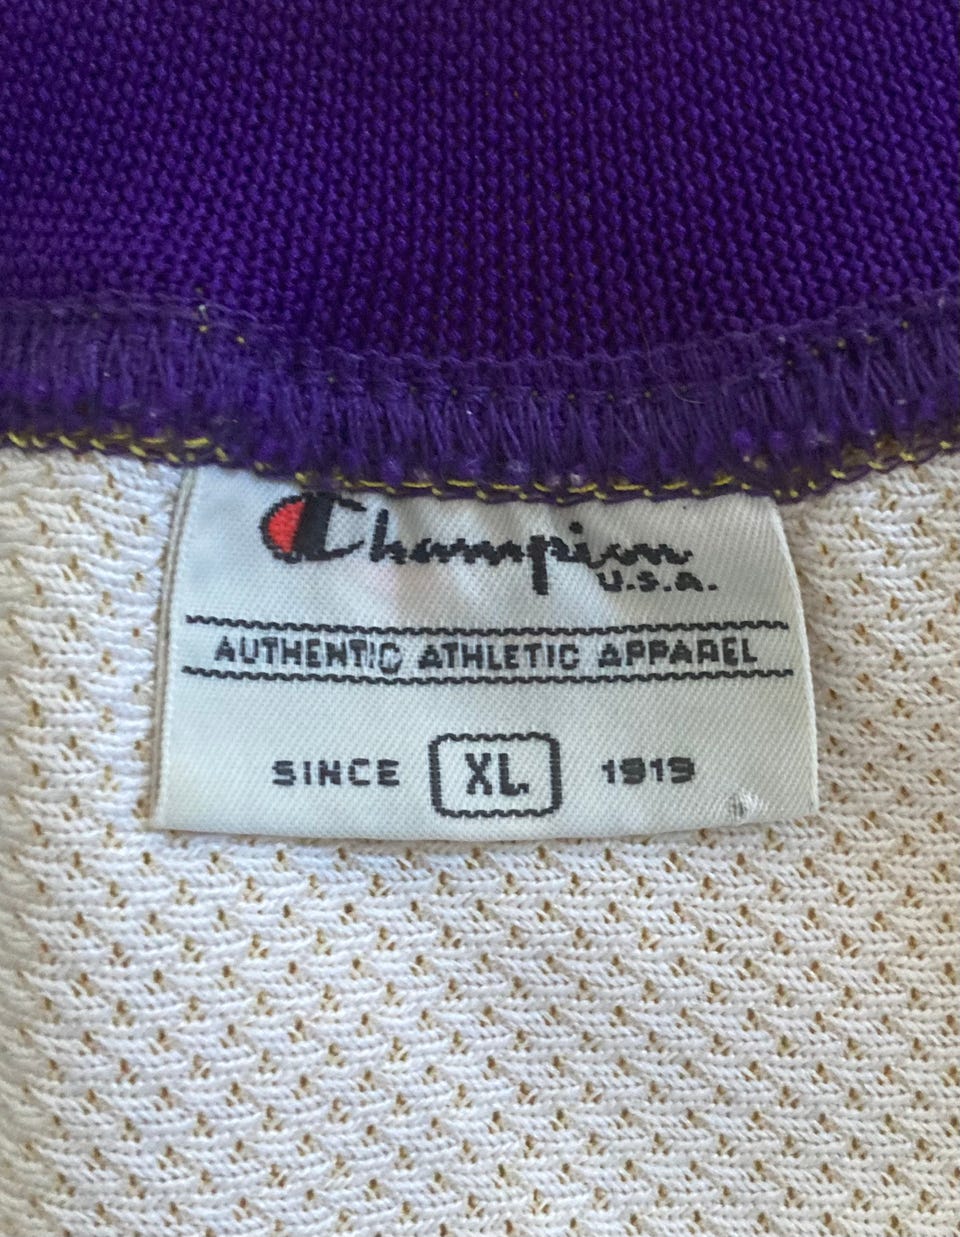 Champion
U.S.A.
AUTHENTIC ATHLETIC APPAREL
SINCE XL 1919